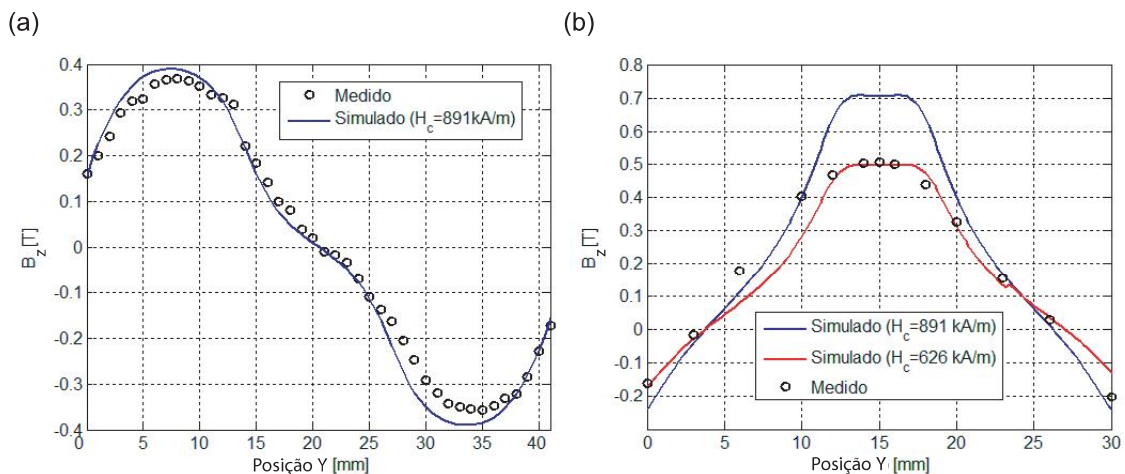 (a)
(b)
0.4
0.3
0.2
0.1
0
-0.1
-0.2
-0.3
-0.4
B_z[T]
Medido
Simulado (H_c=891kA/m)
0 5 10 15 20 25 30 35 40
Posição Y [mm]
0.8
0.7
0.6
0.5
0.4
0.3
0.2
0.1
0
-0.1
-0.2
B_z[T]
Simulado (H_c=891 kA/m)
Simulado (H_c=626 kA/m)
Medido
0 10 20 30
Posição Y [mm]